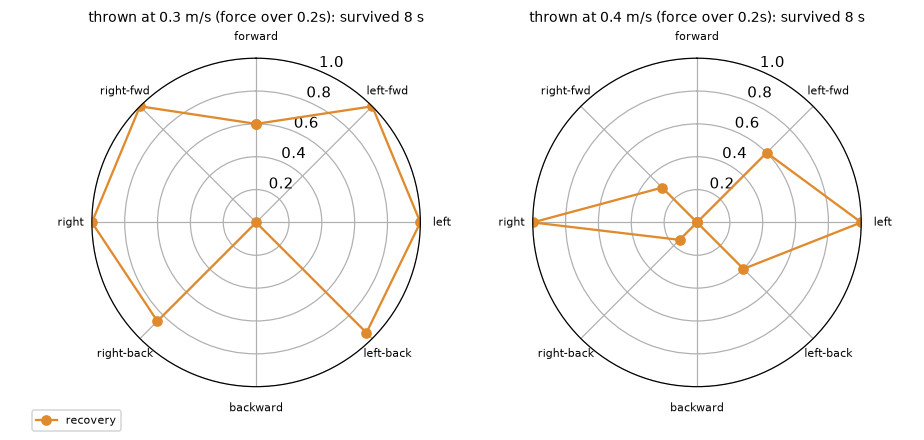 thrown at 0.3 m/s (force over 0.2s): survived 8 s
forward
right-fwd
left-fwd
1.0
0.8
0.6
0.4
0.2
right
left
right-back
left-back
backward
recovery
thrown at 0.4 m/s (force over 0.2s): survived 8 s
forward
right-fwd
left-fwd
1.0
0.8
0.6
0.4
0.2
right
left
right-back
left-back
backward